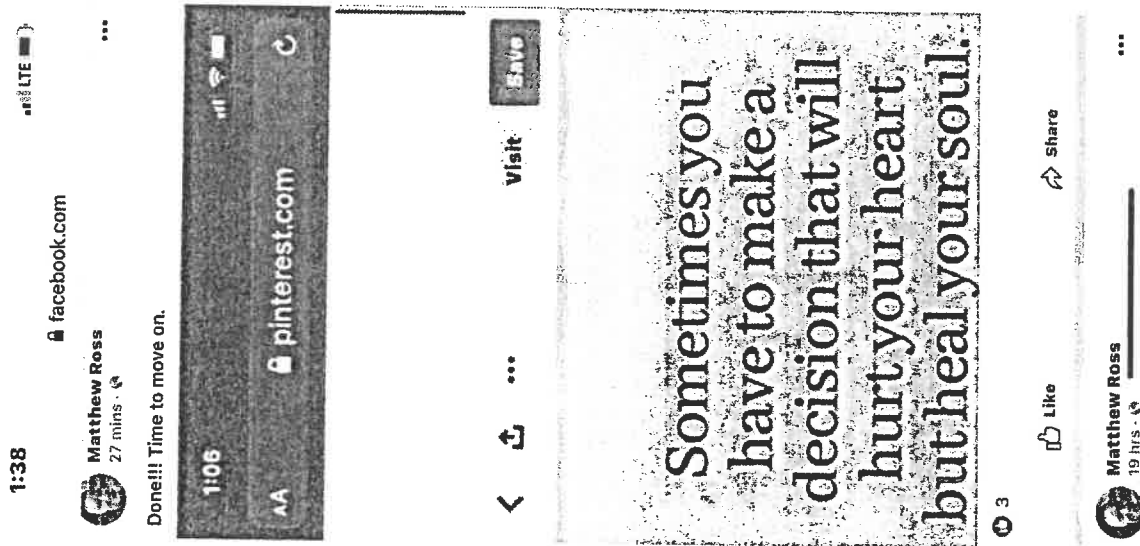 1:38
LTE
facebook.com
Matthew Ross
27 mins ·
...
Done!!! Time to move on.
1:06
AA
pinterest.com
...
Visit
Save
Sometimes you
have to make a
decision that will
hurt your heart
but heal your soul.
3
Like
Share
Matthew Ross
19 hrs ·
...